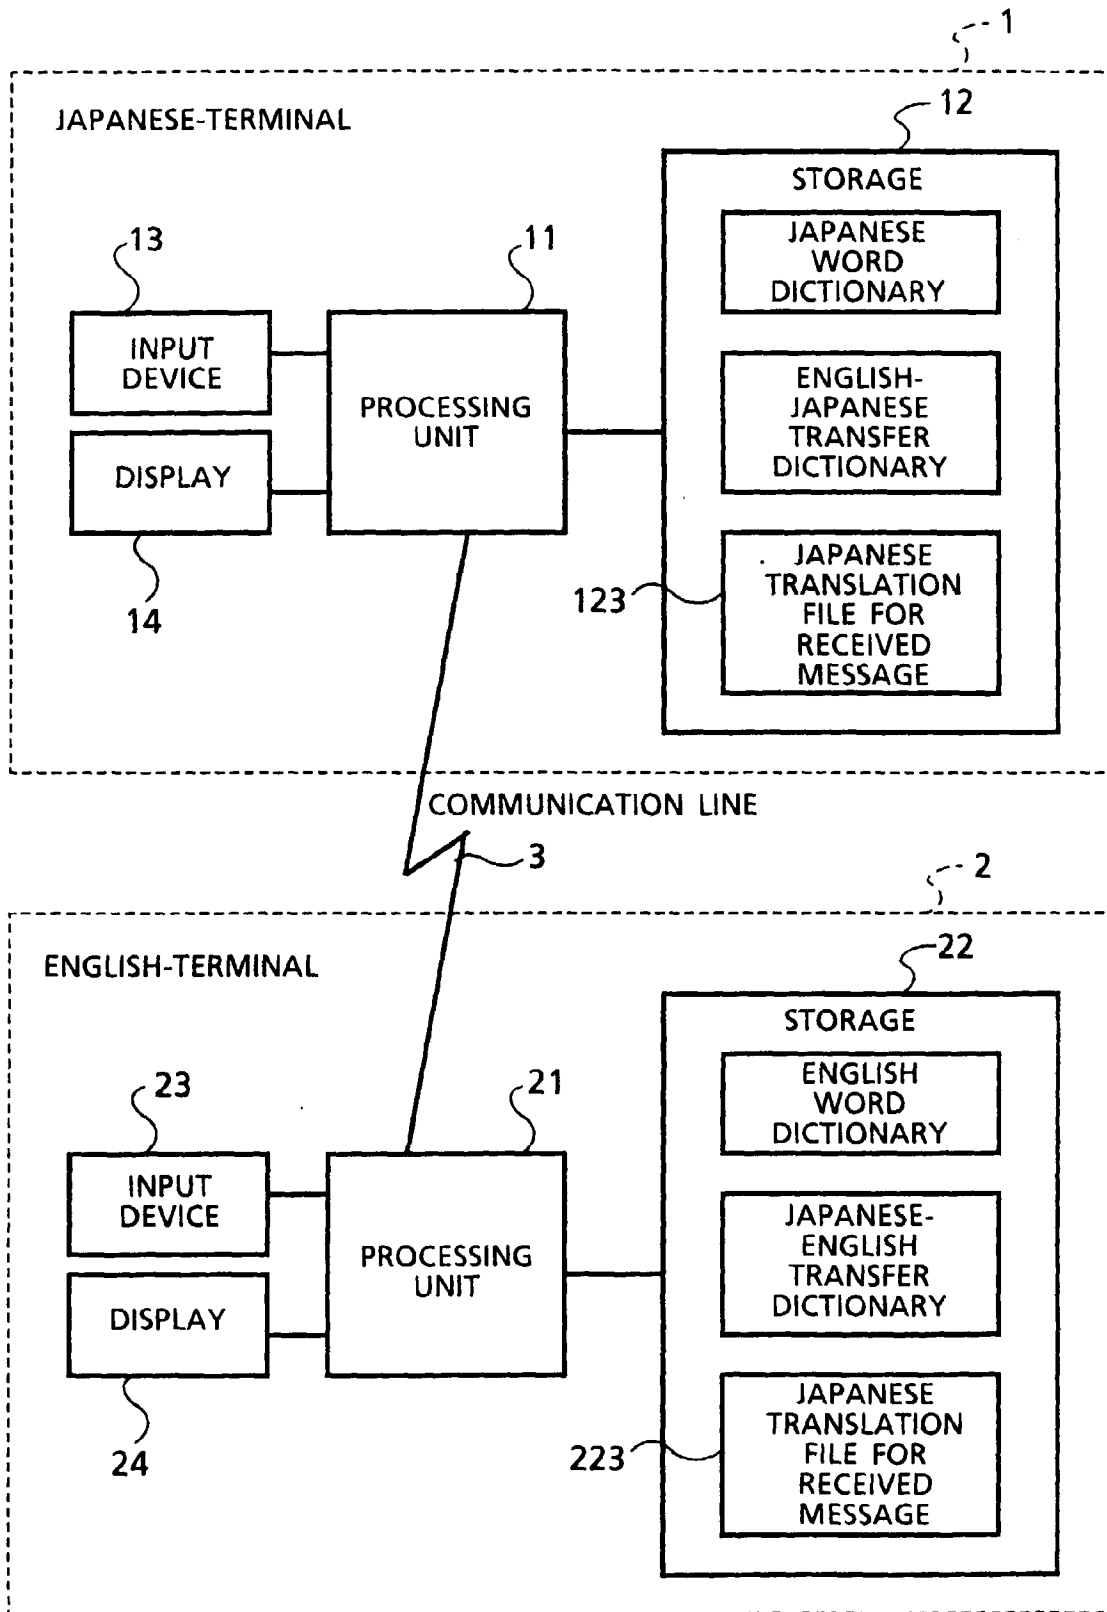 1
JAPANESE-TERMINAL
12
STORAGE
JAPANESE
WORD
DICTIONARY
13
11
INPUT
DEVICE
PROCESSING
UNIT
ENGLISH-
JAPANESE
TRANSFER
DICTIONARY
DISPLAY
14
123
JAPANESE
TRANSLATION
FILE FOR
RECEIVED
MESSAGE
COMMUNICATION LINE
3
2
ENGLISH-TERMINAL
22
STORAGE
ENGLISH
WORD
DICTIONARY
23
21
INPUT
DEVICE
PROCESSING
UNIT
JAPANESE-
ENGLISH
TRANSFER
DICTIONARY
DISPLAY
24
223
JAPANESE
TRANSLATION
FILE FOR
RECEIVED
MESSAGE